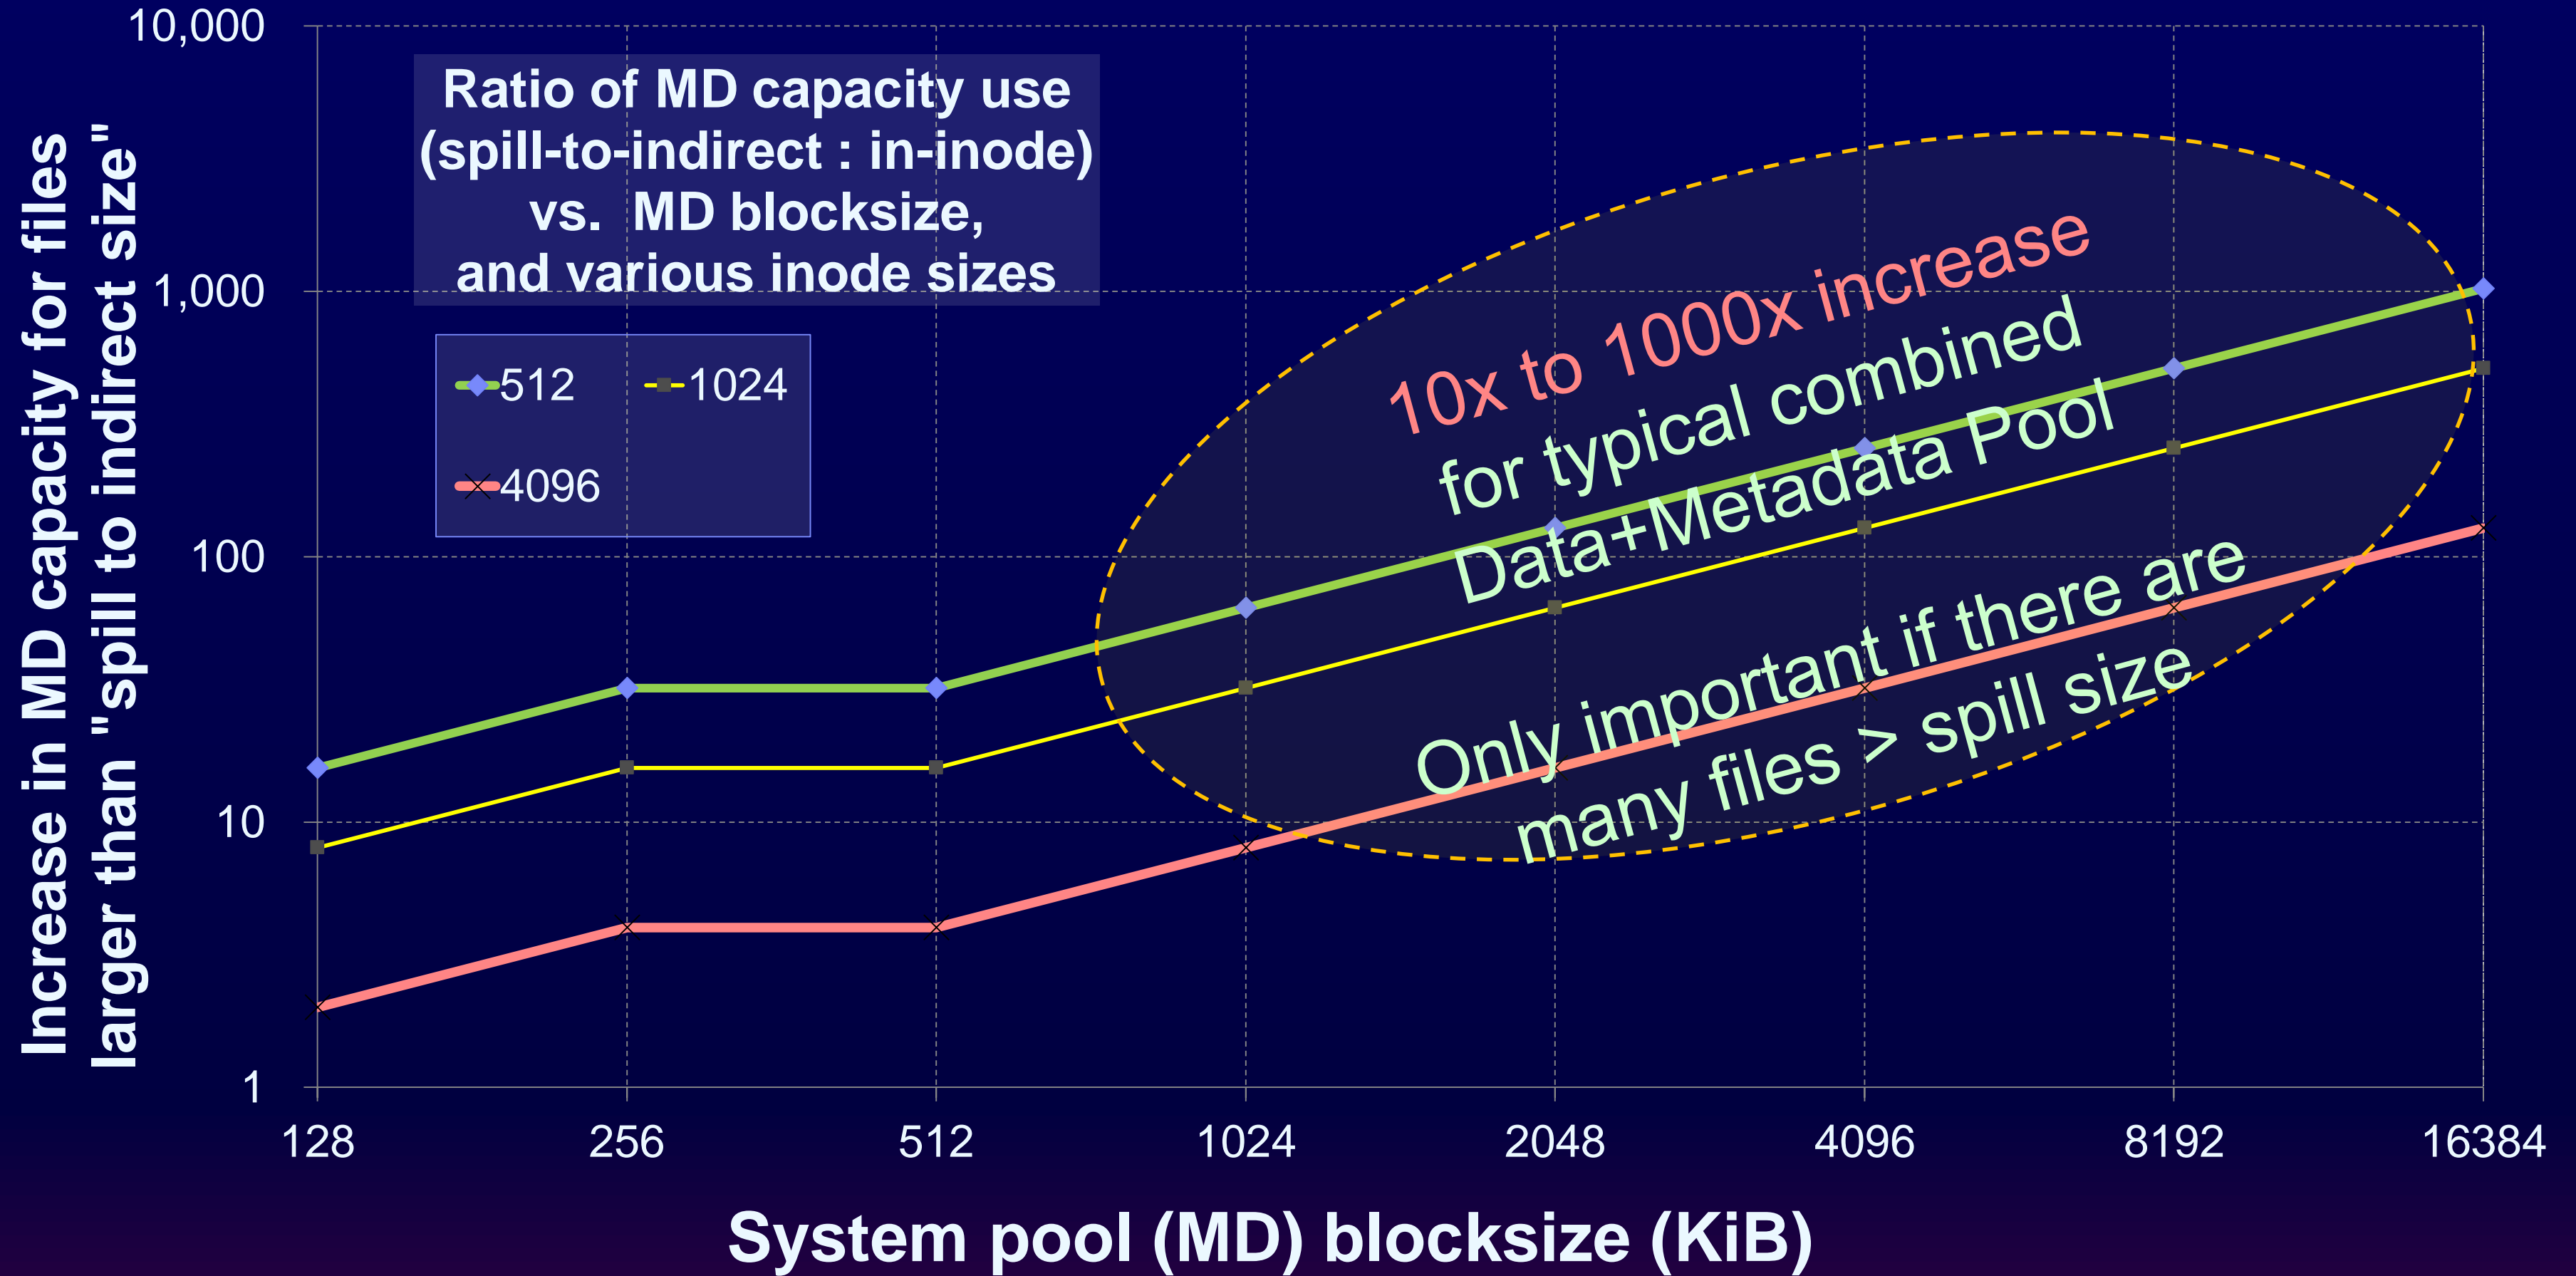 10,000
1,000
100
10
1
Increase in MD capacity for files
larger than "spill to indirect size"
Ratio of MD capacity use
(spill-to-indirect : in-inode)
vs.  MD blocksize,
and various inode sizes
512 1024
4096
10x to 1000x increase
for typical combined
Data+Metadata Pool
Only important if there are
many files > spill size
128 256 512 1024 2048 4096 8192 16384
System pool (MD) blocksize (KiB)